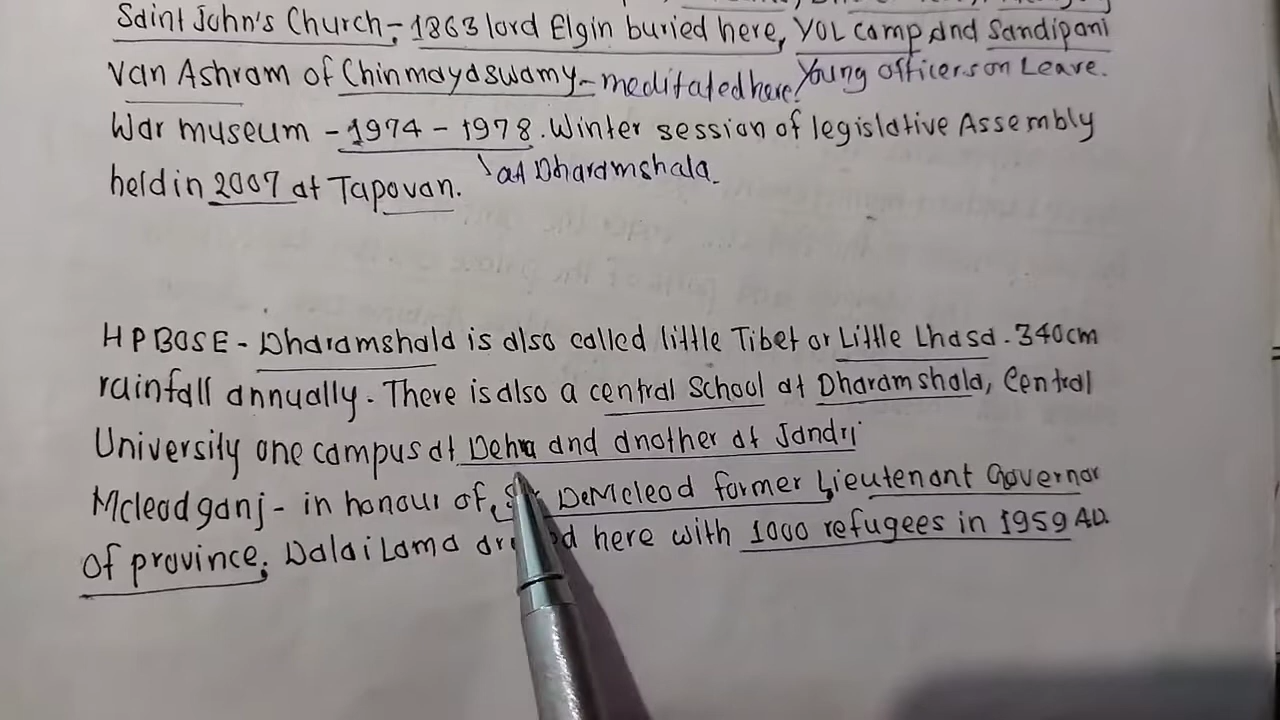 Saint John's Church - 1863 lord Elgin buried here, YOL camp and Sandipani
Van Ashram of Chinmayaswamy - meditated here. Young officers on Leave.
War museum - 1974 - 1978. Winter session of legislative Assembly
held in 2007 at Tapovan. at Dharamshala.
HPBOSE - Dharamshala is also called little Tibet or Little Lhasa. 340cm
rainfall annually. There is also a central School at Dharamshala, Central
University one campus at Dehra and another at Jandrj
Mcleadganj - in honour of DeMcleod former Lieutenant Governor
of province, Dalai Lama here with 1000 refugees in 1959 AD.